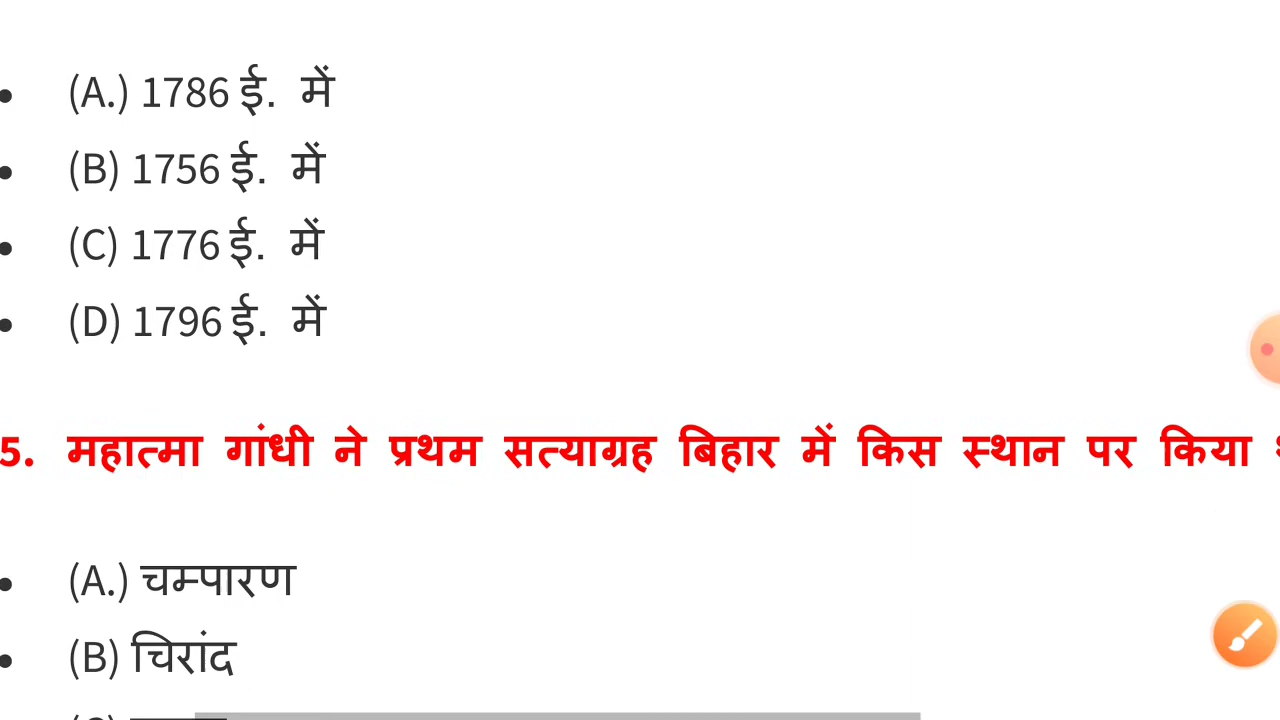 (A.) 1786 ई. में
(B) 1756 ई. में
(C) 1776 ई. में
(D) 1796 ई. में
5. महात्मा गांधी ने प्रथम सत्याग्रह बिहार में किस स्थान पर किया
(A.) चम्पारण
(B) चिरांद